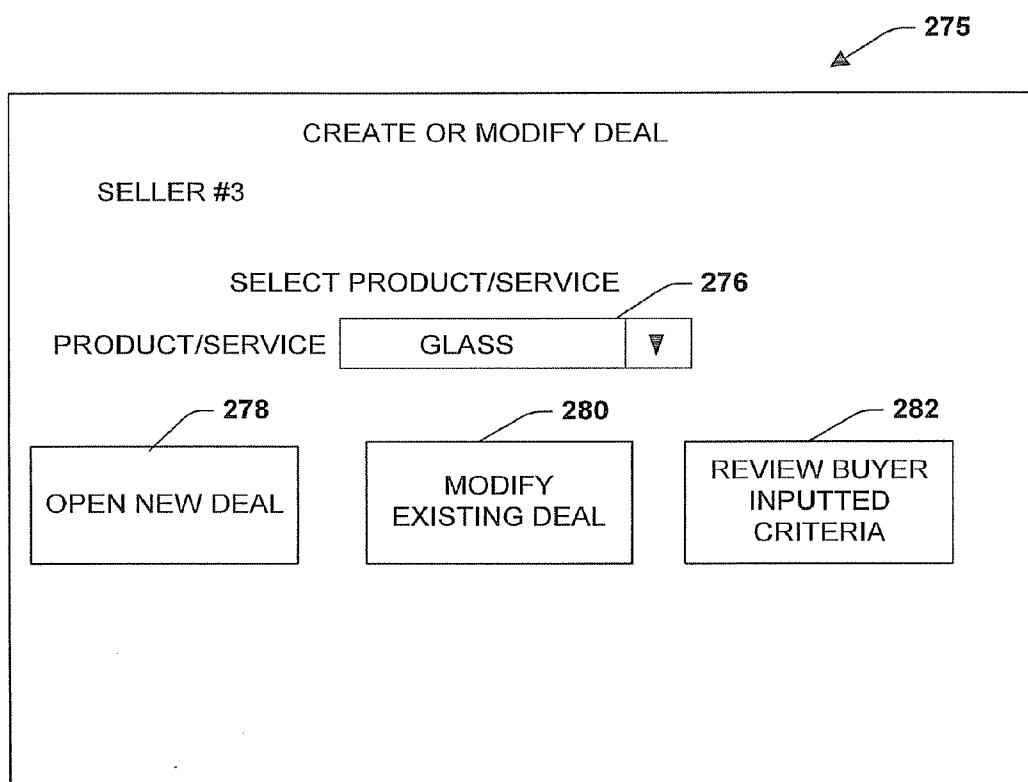 275
CREATE OR MODIFY DEAL
SELLER #3
SELECT PRODUCT/SERVICE
276
PRODUCT/SERVICE GLASS
278
280
282
OPEN NEW DEAL
MODIFY
EXISTING DEAL
REVIEW BUYER
INPUTTED
CRITERIA